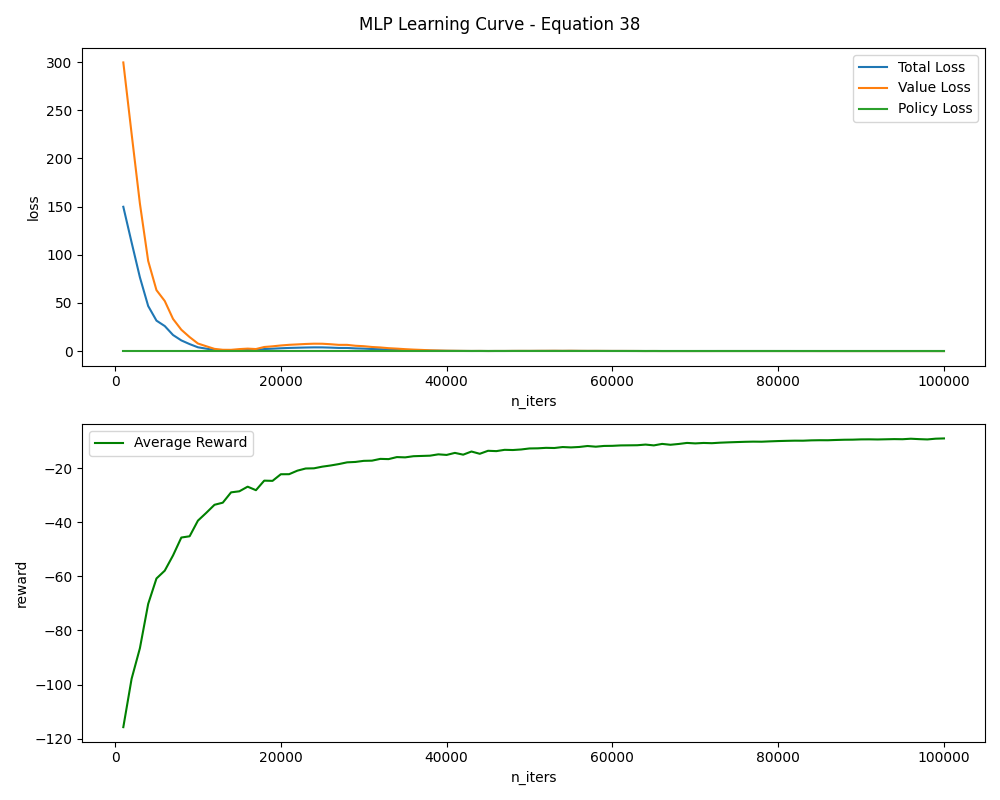 MLP Learning Curve - Equation 38
300
250
200
150
100
50
0
loss
Total Loss
Value Loss
Policy Loss
0 20000 40000 60000 80000 100000
n_iters
Average Reward
−20
−40
−60
−80
−100
−120
reward
0 20000 40000 60000 80000 100000
n_iters